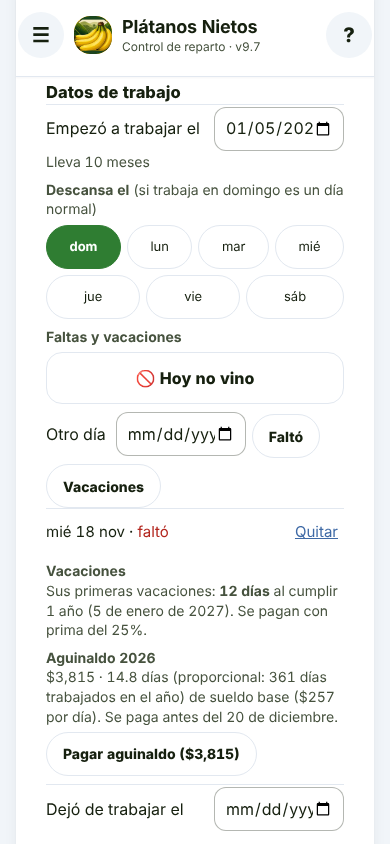 ☰ Plátanos Nietos ?
Control de reparto · v9.7
Datos de trabajo
Empezó a trabajar el 01/05/202
Lleva 10 meses
Descansa el (si trabaja en domingo es un día
normal)
dom lun mar mié
jue vie sáb
Faltas y vacaciones
🚫 Hoy no vino
Otro día mm/dd/yyy Faltó
Vacaciones
mié 18 nov · faltó Quitar
Vacaciones
Sus primeras vacaciones: 12 días al cumplir
1 año (5 de enero de 2027). Se pagan con
prima del 25%.
Aguinaldo 2026
$3,815 · 14.8 días (proporcional: 361 días
trabajados en el año) de sueldo base ($257
por día). Se paga antes del 20 de diciembre.
Pagar aguinaldo ($3,815)
Dejó de trabajar el mm/dd/yyy